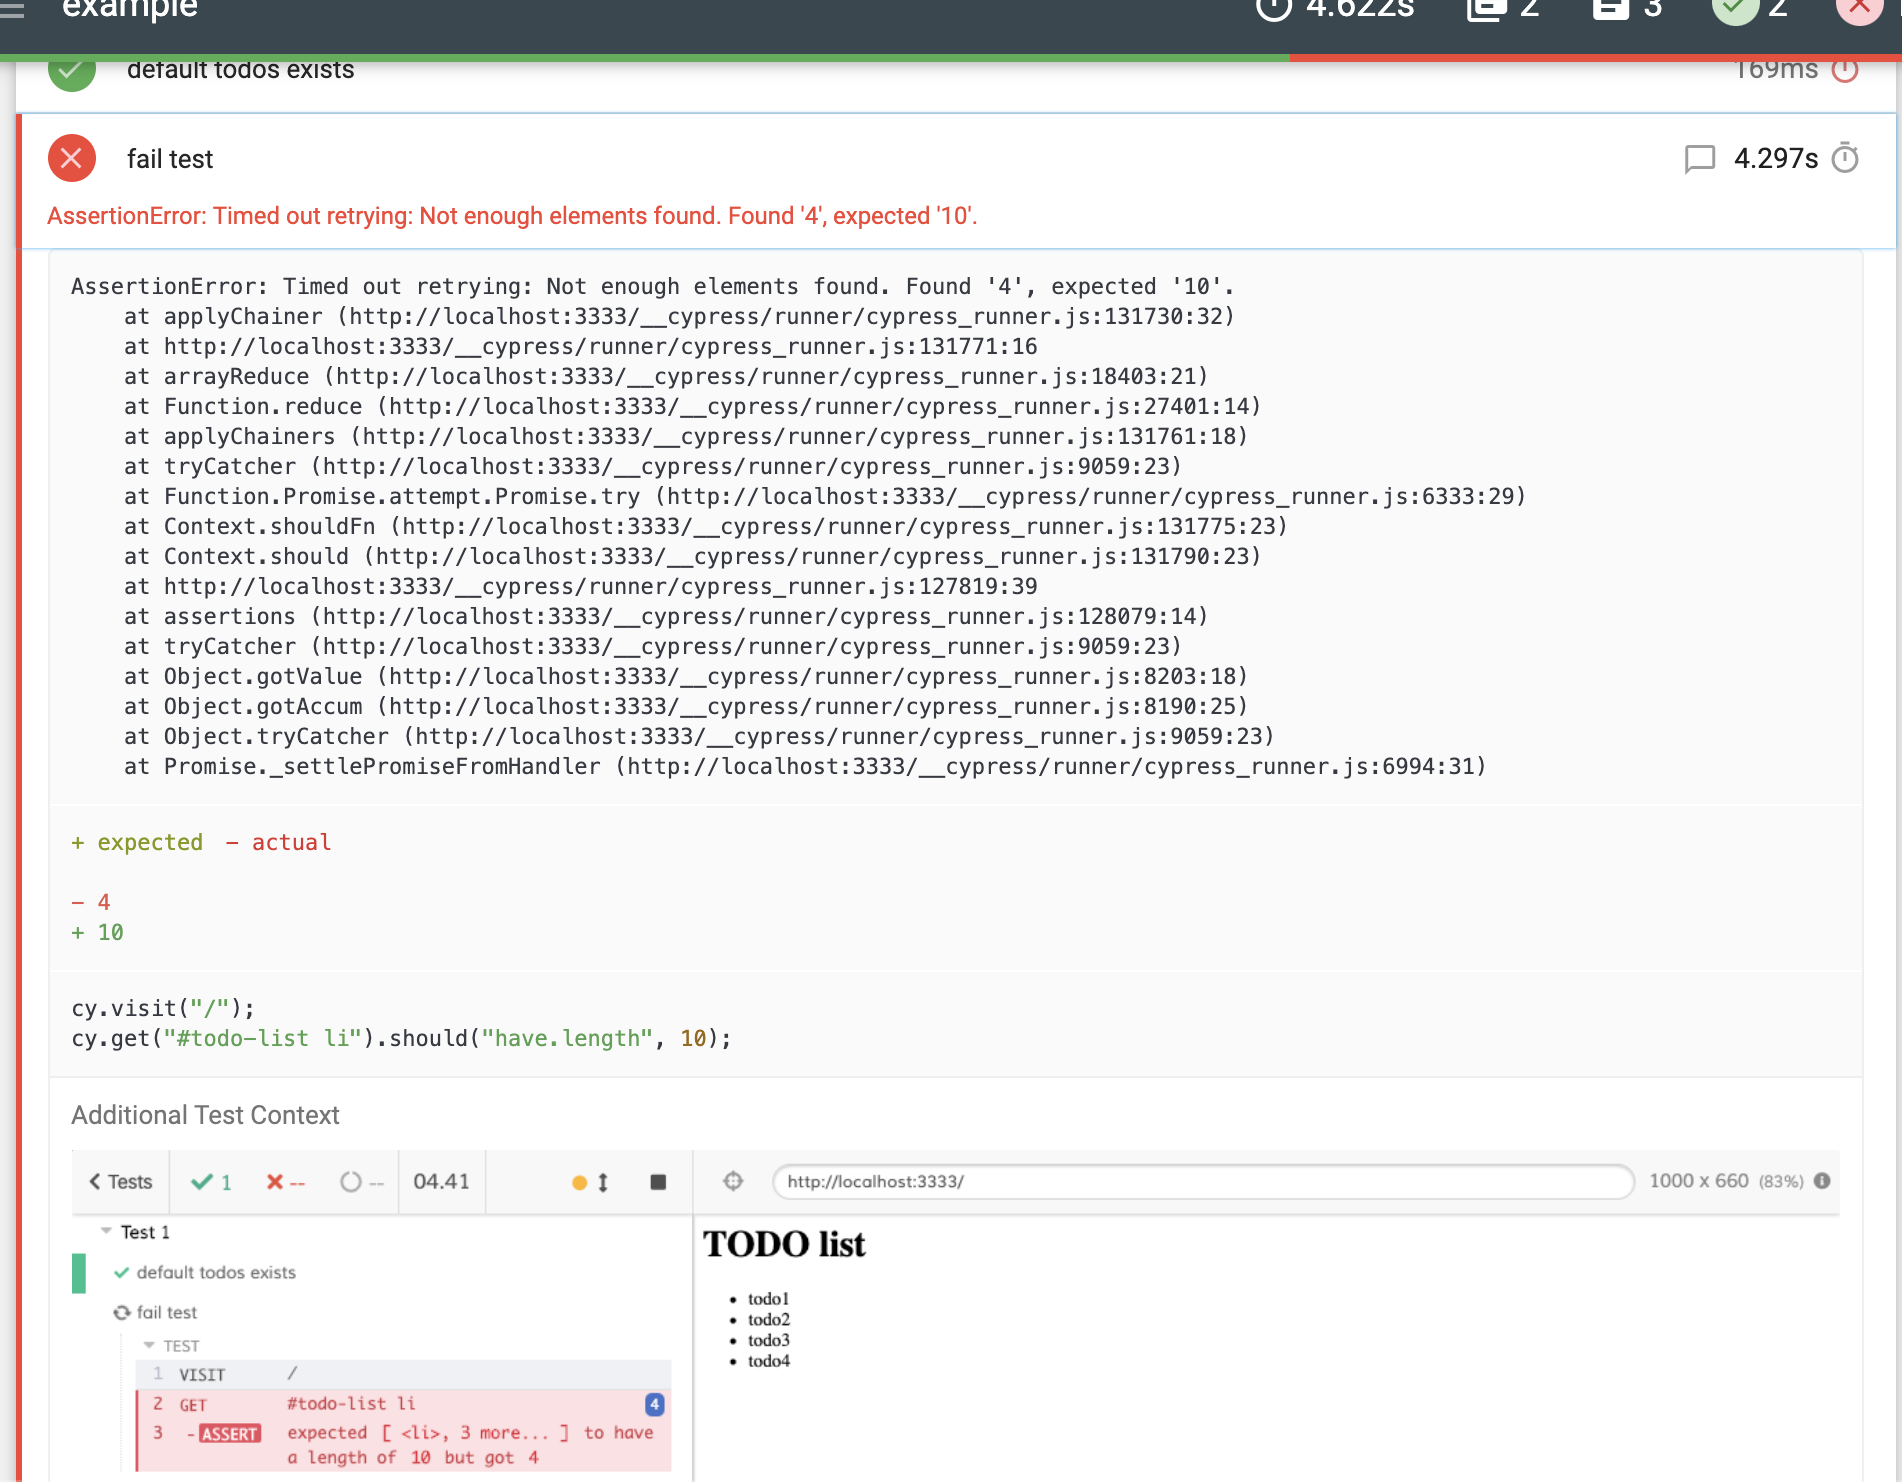 example 4.622s 2 3 2
default todos exists 169ms
fail test 4.297s
AssertionError: Timed out retrying: Not enough elements found. Found '4', expected '10'.
AssertionError: Timed out retrying: Not enough elements found. Found '4', expected '10'.
at applyChainer (http://localhost:3333/__cypress/runner/cypress_runner.js:131730:32)
at http://localhost:3333/__cypress/runner/cypress_runner.js:131771:16
at arrayReduce (http://localhost:3333/__cypress/runner/cypress_runner.js:18403:21)
at Function.reduce (http://localhost:3333/__cypress/runner/cypress_runner.js:27401:14)
at applyChainers (http://localhost:3333/__cypress/runner/cypress_runner.js:131761:18)
at tryCatcher (http://localhost:3333/__cypress/runner/cypress_runner.js:9059:23)
at Function.Promise.attempt.Promise.try (http://localhost:3333/__cypress/runner/cypress_runner.js:6333:29)
at Context.shouldFn (http://localhost:3333/__cypress/runner/cypress_runner.js:131775:23)
at Context.should (http://localhost:3333/__cypress/runner/cypress_runner.js:131790:23)
at http://localhost:3333/__cypress/runner/cypress_runner.js:127819:39
at assertions (http://localhost:3333/__cypress/runner/cypress_runner.js:128079:14)
at tryCatcher (http://localhost:3333/__cypress/runner/cypress_runner.js:9059:23)
at Object.gotValue (http://localhost:3333/__cypress/runner/cypress_runner.js:8203:18)
at Object.gotAccum (http://localhost:3333/__cypress/runner/cypress_runner.js:8190:25)
at Object.tryCatcher (http://localhost:3333/__cypress/runner/cypress_runner.js:9059:23)
at Promise._settlePromiseFromHandler (http://localhost:3333/__cypress/runner/cypress_runner.js:6994:31)
+ expected - actual
- 4
+ 10
cy.visit("/");
cy.get("#todo-list li").should("have.length", 10);
Additional Test Context
Tests 1 -- -- 04.41 http://localhost:3333/ 1000 x 660 (83%)
Test 1
default todos exists
fail test
TEST
1 VISIT /
2 GET #todo-list li 4
3 - ASSERT expected [ <li>, 3 more... ] to have
a length of 10 but got 4
TODO list
• todo1
• todo2
• todo3
• todo4